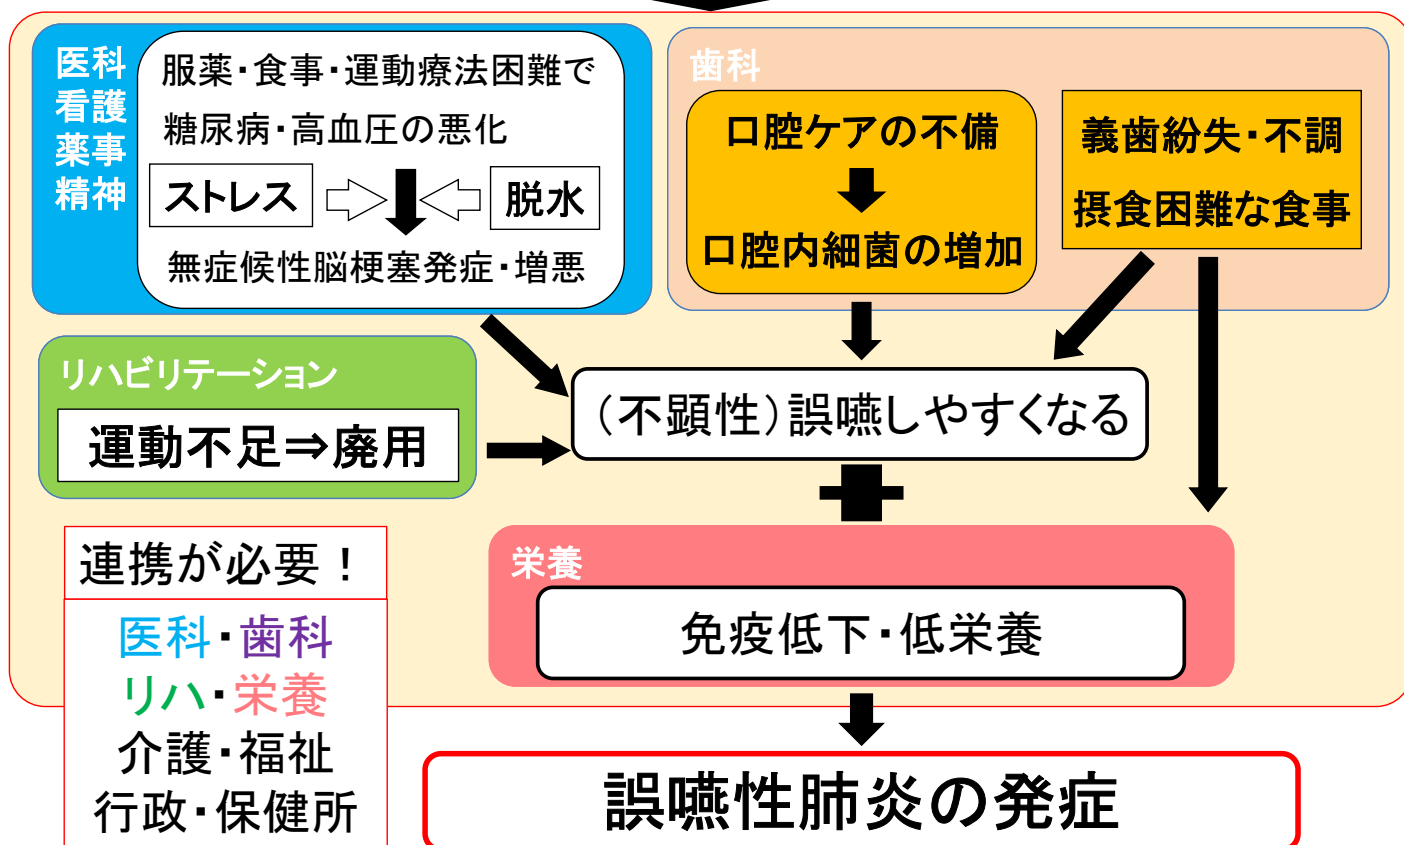 医科
看護
薬事
精神
服薬・食事・運動療法困難で
糖尿病・高血圧の悪化
ストレス
脱水
無症候性脳梗塞発症・増悪
歯科
口腔ケアの不備
口腔内細菌の増加
義歯紛失・不調
摂食困難な食事
リハビリテーション
運動不足⇒廃用
（不顕性）誤嚥しやすくなる
栄養
免疫低下・低栄養
連携が必要！
医科・歯科
リハ・栄養
介護・福祉
行政・保健所
誤嚥性肺炎の発症